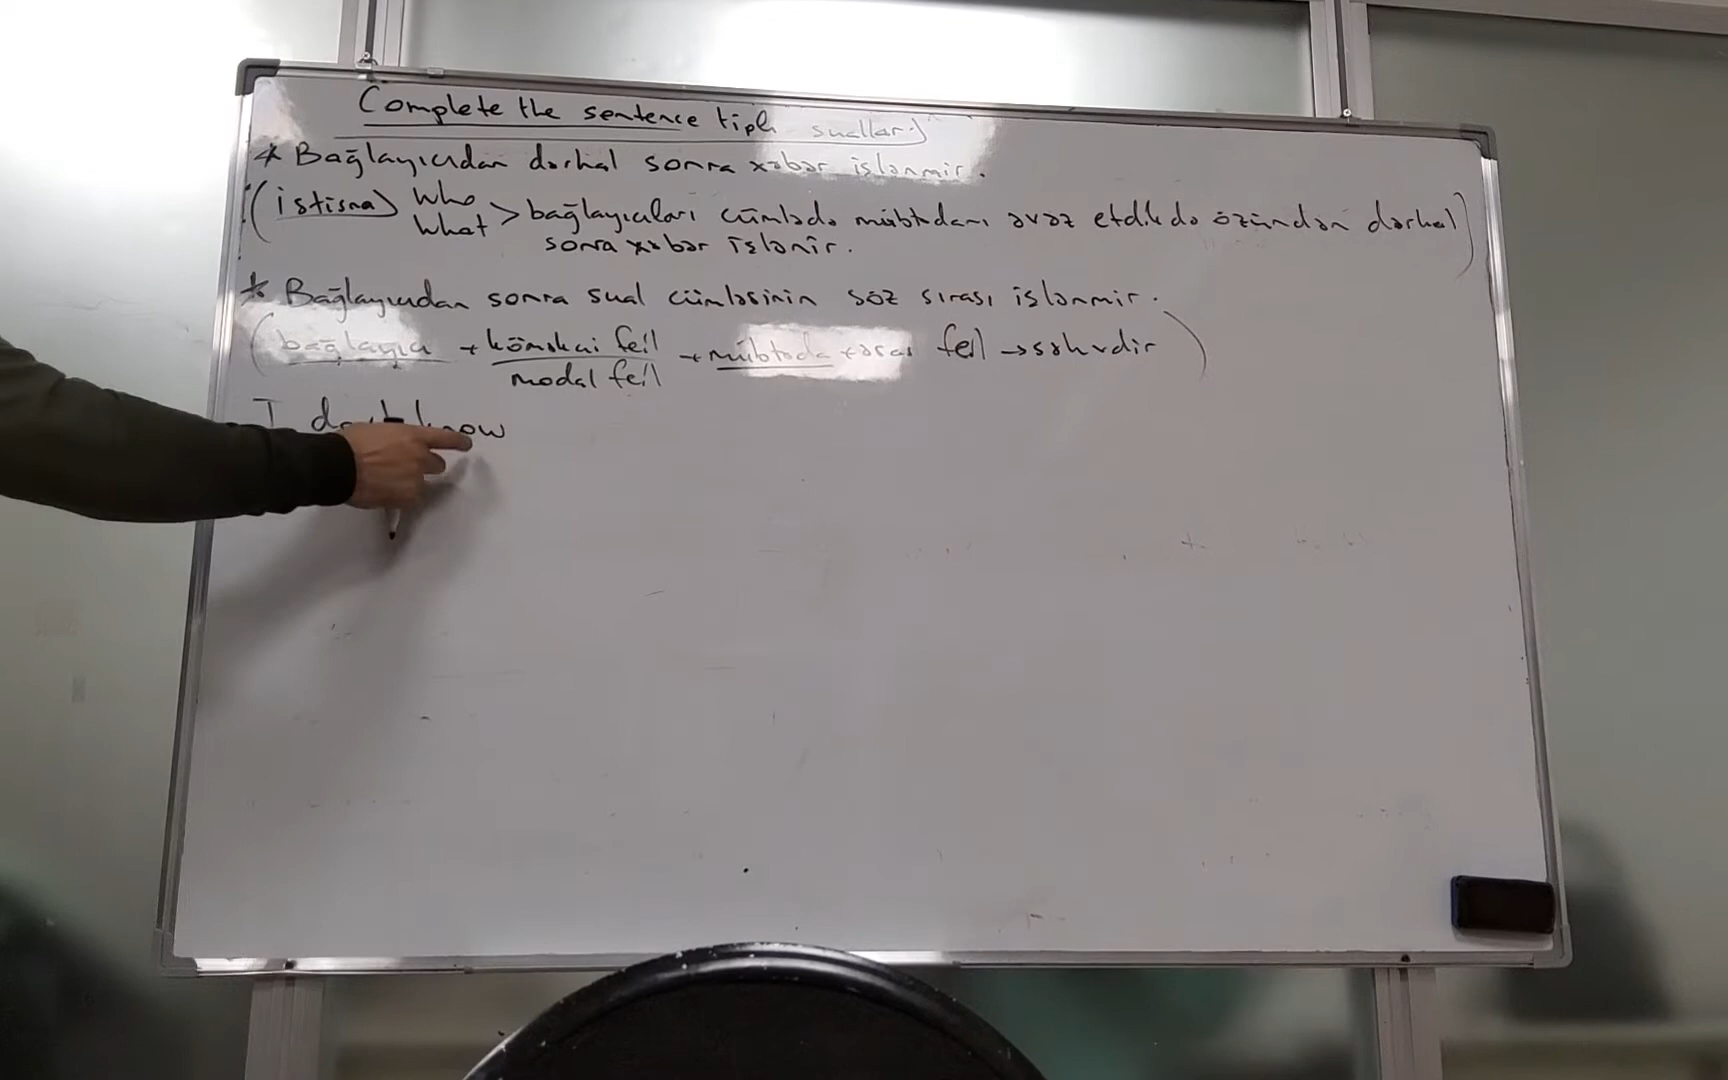 Complete the sentence tipli suallar:)
* Bağlayıcıdan dərhal sonra xəbər işlənmir.
(istisna) Who
What > bağlayıcıları cümlədə mübtədanı əvəz etdikdə özündən dərhal
sonra xəbər işlənir.)
* Bağlayıcıdan sonra sual cümləsinin söz sırası işlənmir.
(bağlayıcı + köməkçi feil + mübtəda + əsas feil → səhvdir)
modal feil
I don't know